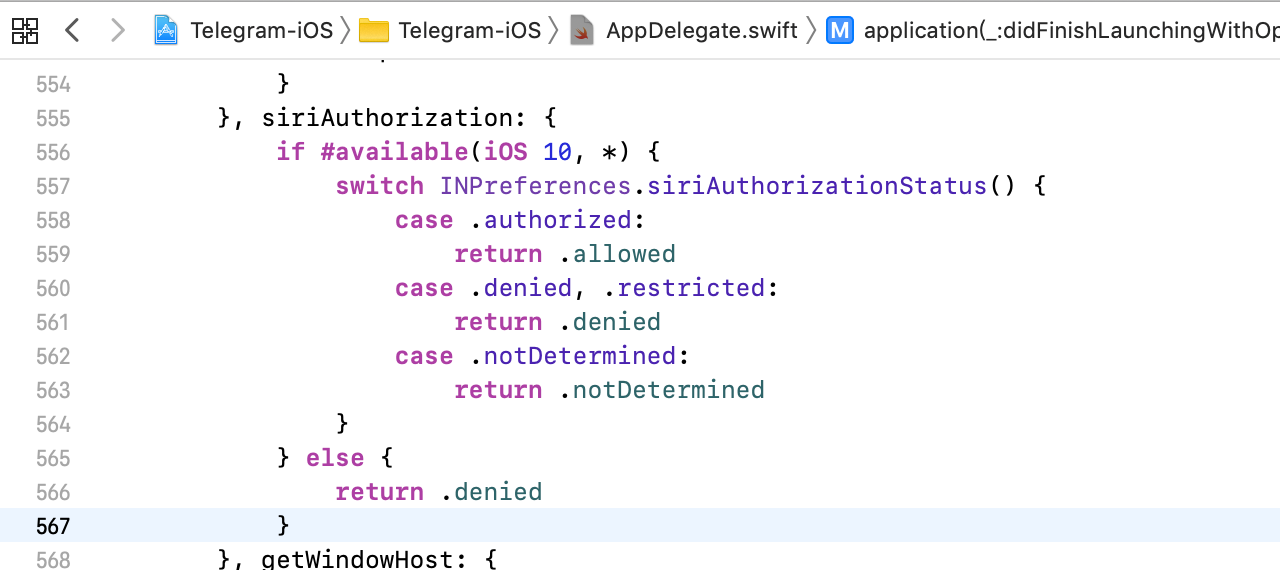 Telegram-iOS Telegram-iOS AppDelegate.swift M application(_:didFinishLaunchingWithOp
554 }
555 }, siriAuthorization: {
556 if #available(iOS 10, *) {
557 switch INPreferences.siriAuthorizationStatus() {
558 case .authorized:
559 return .allowed
560 case .denied, .restricted:
561 return .denied
562 case .notDetermined:
563 return .notDetermined
564 }
565 } else {
566 return .denied
567 }
568 }, getWindowHost: {